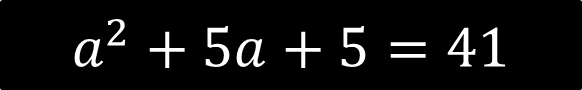 a² + 5a + 5 = 41